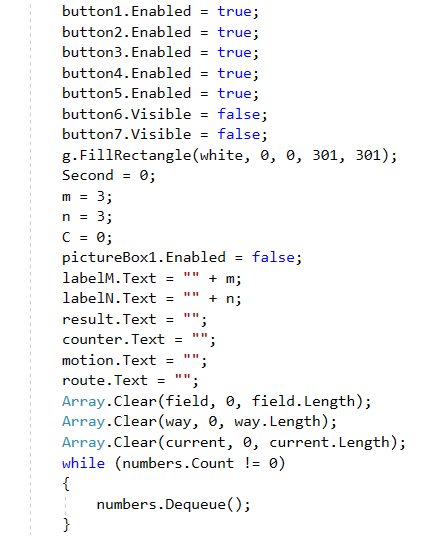 button1.Enabled = true;
button2.Enabled = true;
button3.Enabled = true;
button4.Enabled = true;
button5.Enabled = true;
button6.Visible = false;
button7.Visible = false;
g.FillRectangle(white, 0, 0, 301, 301);
Second = 0;
m = 3;
n = 3;
C = 0;
pictureBox1.Enabled = false;
labelM.Text = "" + m;
labelN.Text = "" + n;
result.Text = "";
counter.Text = "";
motion.Text = "";
route.Text = "";
Array.Clear(field, 0, field.Length);
Array.Clear(way, 0, way.Length);
Array.Clear(current, 0, current.Length);
while (numbers.Count != 0)
{
    numbers.Dequeue();
}